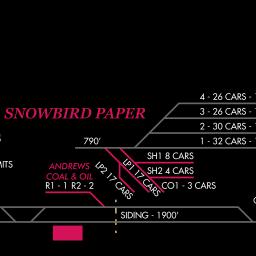 4 - 26 CARS -
3 - 26 CARS -
SNOWBIRD PAPER
2 - 30 CARS -
790'
1 - 32 CARS -
SH1 8 CARS
ANDREWS
COAL & OIL
LP2 17 CARS
LP1 17 CARS
SH2 4 CARS
R1 - 1 R2 - 2
CO1 - 3 CARS
SIDING - 1900'